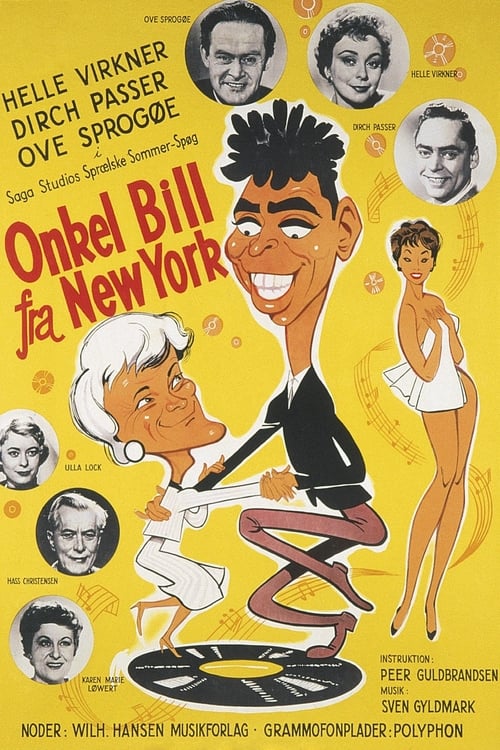 OVE SPROGØE
HELLE VIRKNER
DIRCH PASSER
HELLE VIRKNER
DIRCH PASSER
OVE SPROGØE
i
Saga Studios Sprælske Sommer-Spøg
Onkel Bill
fra New York
ULLA LOCK
HASS CHRISTENSEN
KAREN MARIE
LØWERT
INSTRUKTION:
PEER GULDBRANDSEN
MUSIK:
SVEN GYLDMARK
NODER: WILH. HANSEN MUSIKFORLAG · GRAMMOFONPLADER: POLYPHON